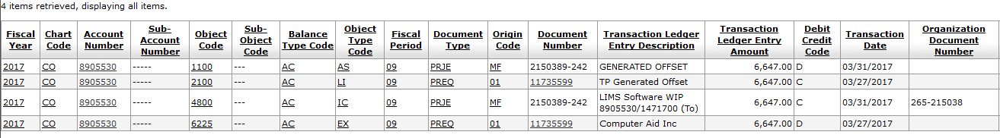 4 items retrieved, displaying all items.
Fiscal Year Chart Code Account Number Sub-Account Number Object Code Sub-Object Code Balance Type Code Object Type Code Fiscal Period Document Type Origin Code Document Number Transaction Ledger Entry Description Transaction Ledger Entry Amount Debit Credit Code Transaction Date Organization Document Number
2017 CO 8905530 ----- 1100 --- AC AS 09 PRJE MF 2150389-242 GENERATED OFFSET 6,647.00 D 03/31/2017
2017 CO 8905530 ----- 2100 --- AC LI 09 PREQ 01 11735599 TP Generated Offset 6,647.00 C 03/27/2017
2017 CO 8905530 ----- 4800 --- AC IC 09 PRJE MF 2150389-242 LIMS Software WIP 8905530/1471700 (To) 6,647.00 C 03/31/2017 265-215038
2017 CO 8905530 ----- 6225 --- AC EX 09 PREQ 01 11735599 Computer Aid Inc 6,647.00 D 03/27/2017